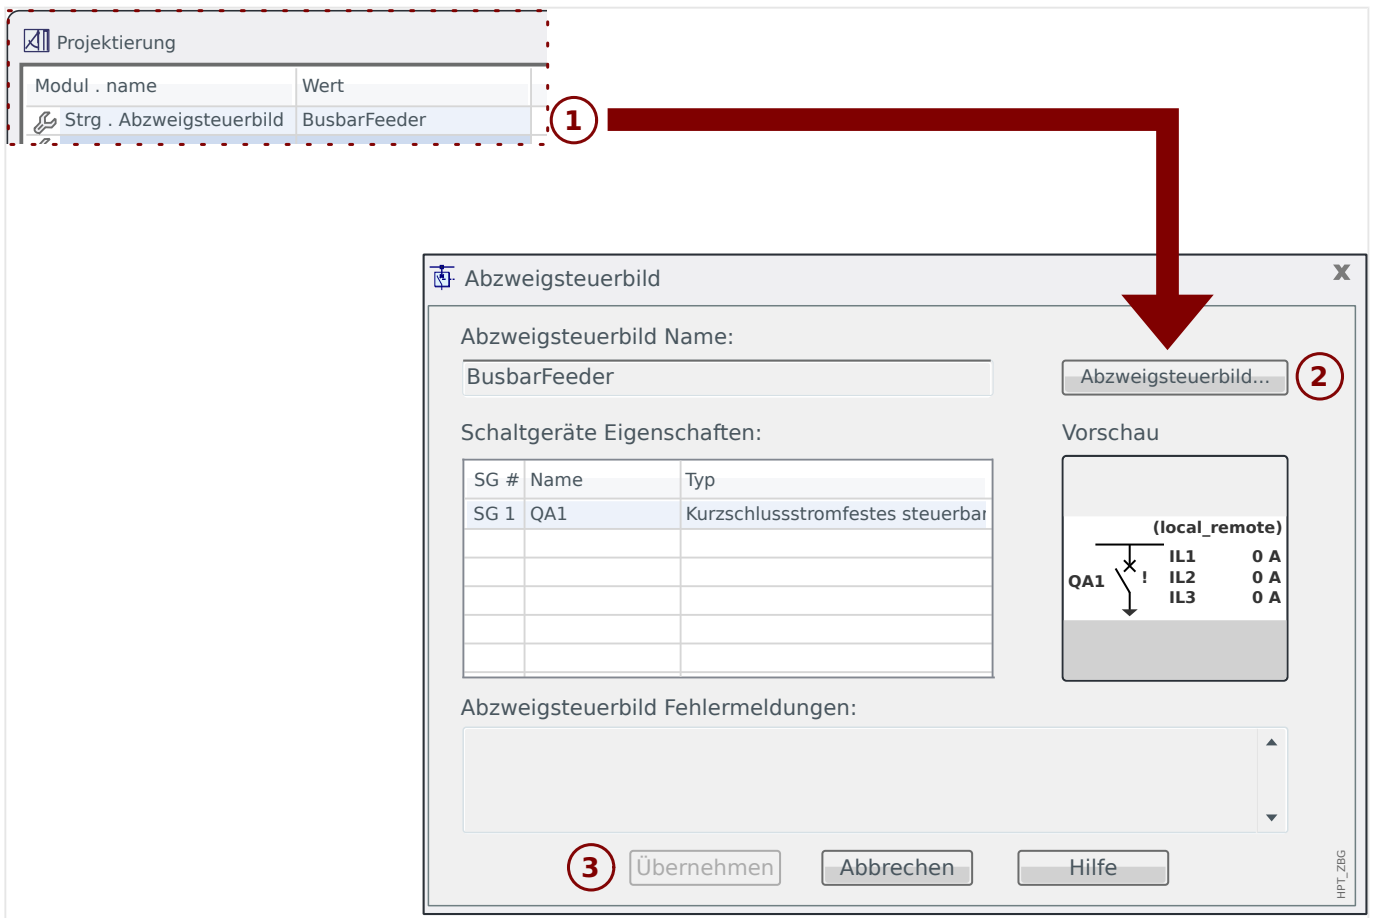 Projektierung
Modul . name Wert
Strg . Abzweigsteuerbild BusbarFeeder
1
Abzweigsteuerbild X
Abzweigsteuerbild Name:
BusbarFeeder
Abzweigsteuerbild...
2
Schaltgeräte Eigenschaften:
Vorschau
SG # Name Typ
SG 1 QA1 Kurzschlussstromfestes steuerbar
(local_remote)
IL1 0 A
QA1 ! IL2 0 A
IL3 0 A
Abzweigsteuerbild Fehlermeldungen:
3
Übernehmen Abbrechen Hilfe
HPT_ZBG